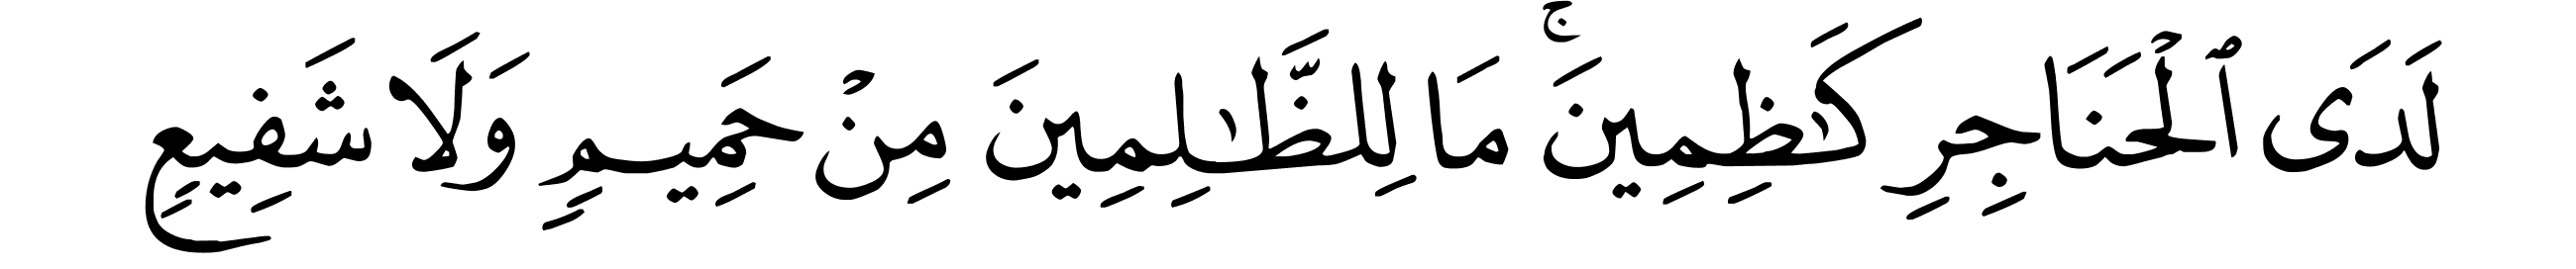 لَدَى ٱلْحَنَاجِرِ كَـٰظِمِينَ ۚ مَا لِلظَّـٰلِمِينَ مِنْ حَمِيمٍ وَلَا شَفِيعٍ